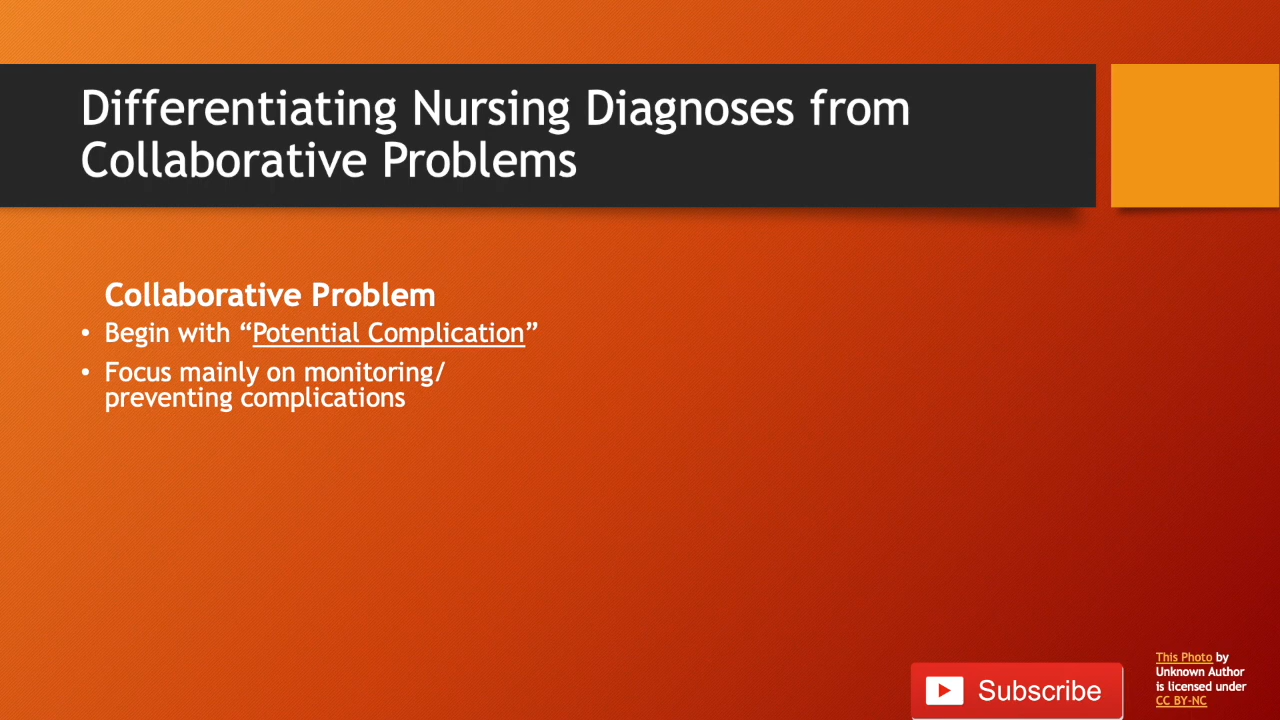 Differentiating Nursing Diagnoses from
Collaborative Problems
Collaborative Problem
• Begin with “Potential Complication”
• Focus mainly on monitoring/
preventing complications
Subscribe
This Photo by
Unknown Author
is licensed under
CC BY-NC